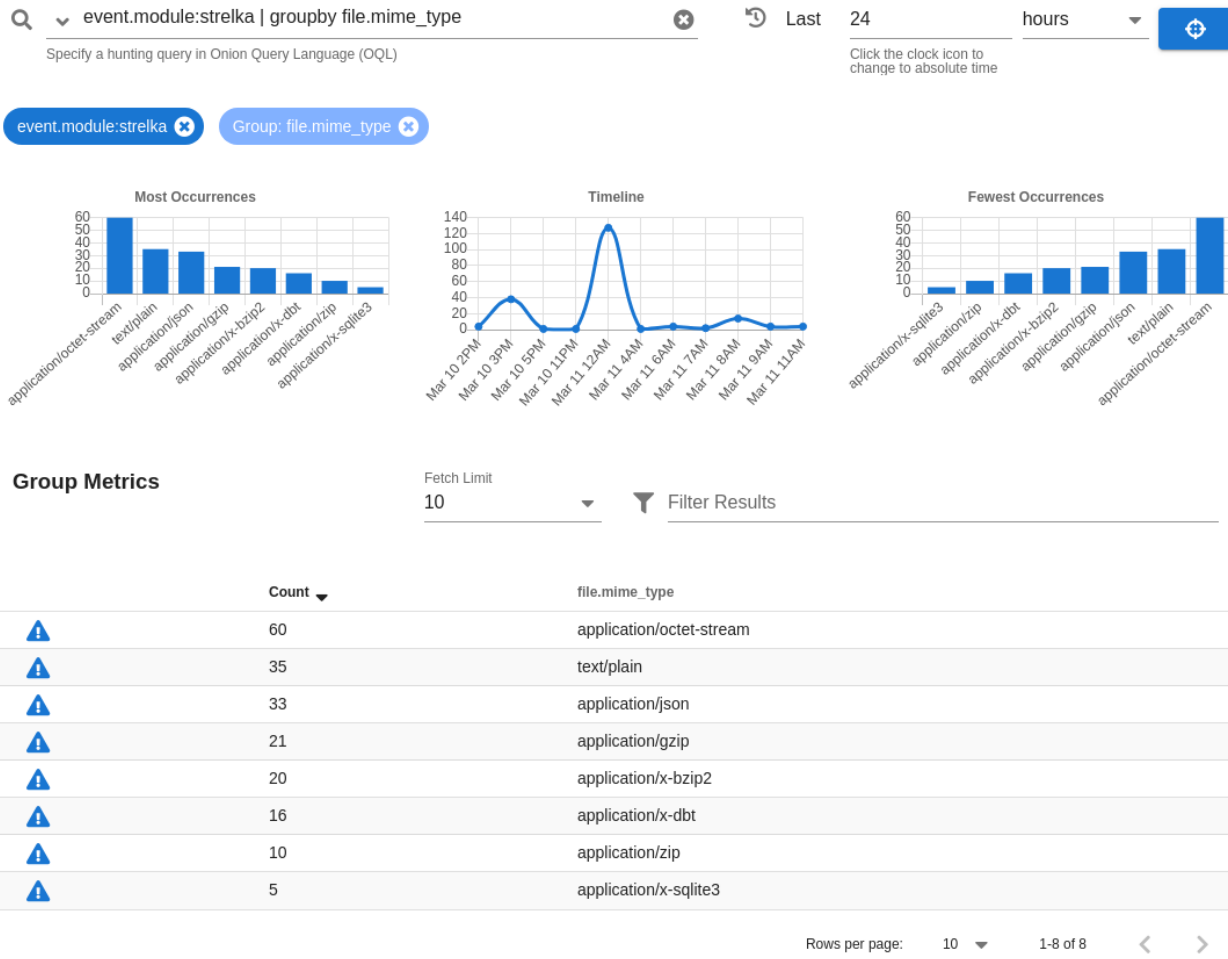 event.module:strelka | groupby file.mime_type
Last 24 hours
Specify a hunting query in Onion Query Language (OQL)
Click the clock icon to
change to absolute time
event.module:strelka
Group: file.mime_type
Most Occurrences
60
50
40
30
20
10
0
application/octet-stream
text/plain
application/json
application/gzip
application/x-bzip2
application/x-dbt
application/zip
application/x-sqlite3
Timeline
140
120
100
80
60
40
20
0
Mar 10 2PM
Mar 10 3PM
Mar 10 5PM
Mar 10 11PM
Mar 11 12AM
Mar 11 4AM
Mar 11 6AM
Mar 11 7AM
Mar 11 8AM
Mar 11 9AM
Mar 11 11AM
Fewest Occurrences
60
50
40
30
20
10
0
application/x-sqlite3
application/zip
application/x-dbt
application/x-bzip2
application/gzip
application/json
text/plain
application/octet-stream
Group Metrics
Fetch Limit
10
Filter Results
Count file.mime_type
60 application/octet-stream
35 text/plain
33 application/json
21 application/gzip
20 application/x-bzip2
16 application/x-dbt
10 application/zip
5 application/x-sqlite3
Rows per page: 10 1-8 of 8